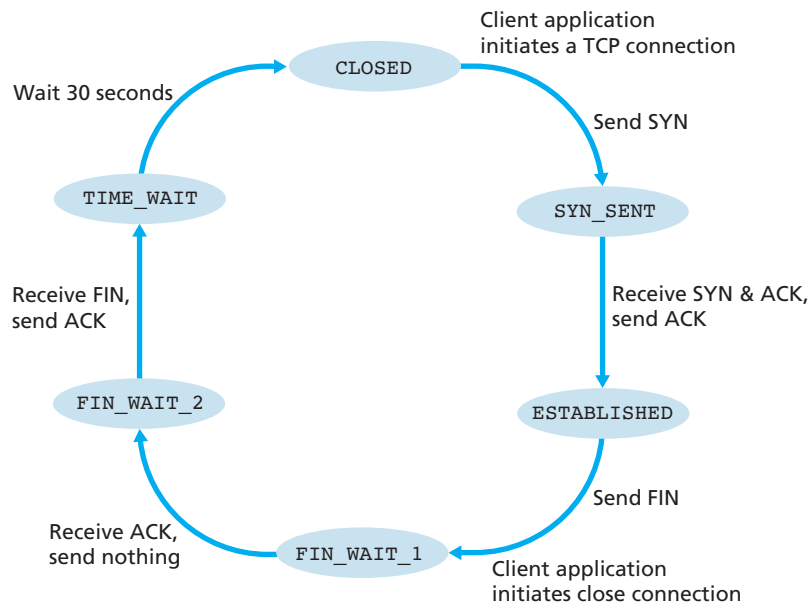 Client application
initiates a TCP connection
CLOSED
Wait 30 seconds
Send SYN
TIME_WAIT
SYN_SENT
Receive FIN,
send ACK
Receive SYN & ACK,
send ACK
FIN_WAIT_2
ESTABLISHED
Send FIN
Receive ACK,
send nothing
FIN_WAIT_1
Client application
initiates close connection